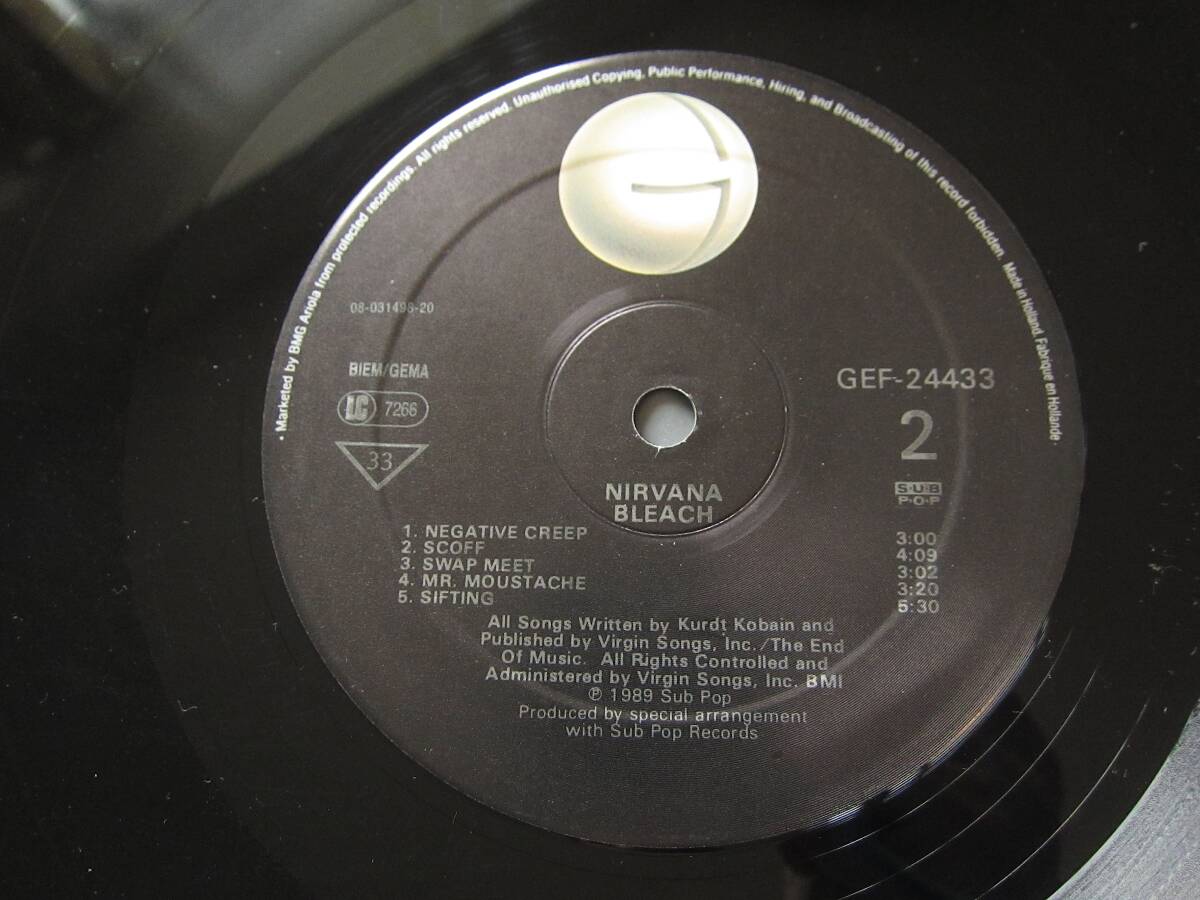 · Marketed by BMG Ariola from protected recordings. All rights reserved. Unauthorised Copying, Public Performance, Hiring, and Broadcasting of this record forbidden. Made in Holland. Fabrique en Hollande ·
08-031498-20
BIEM/GEMA
LC 7266
33
GEF-24433
2
SUB
P·O·P
NIRVANA
BLEACH
1. NEGATIVE CREEP 3:00
2. SCOFF 4:09
3. SWAP MEET 3:02
4. MR. MOUSTACHE 3:20
5. SIFTING 5:30
All Songs Written by Kurdt Kobain and
Published by Virgin Songs, Inc./The End
Of Music. All Rights Controlled and
Administered by Virgin Songs, Inc. BMI
℗ 1989 Sub Pop
Produced by special arrangement
with Sub Pop Records